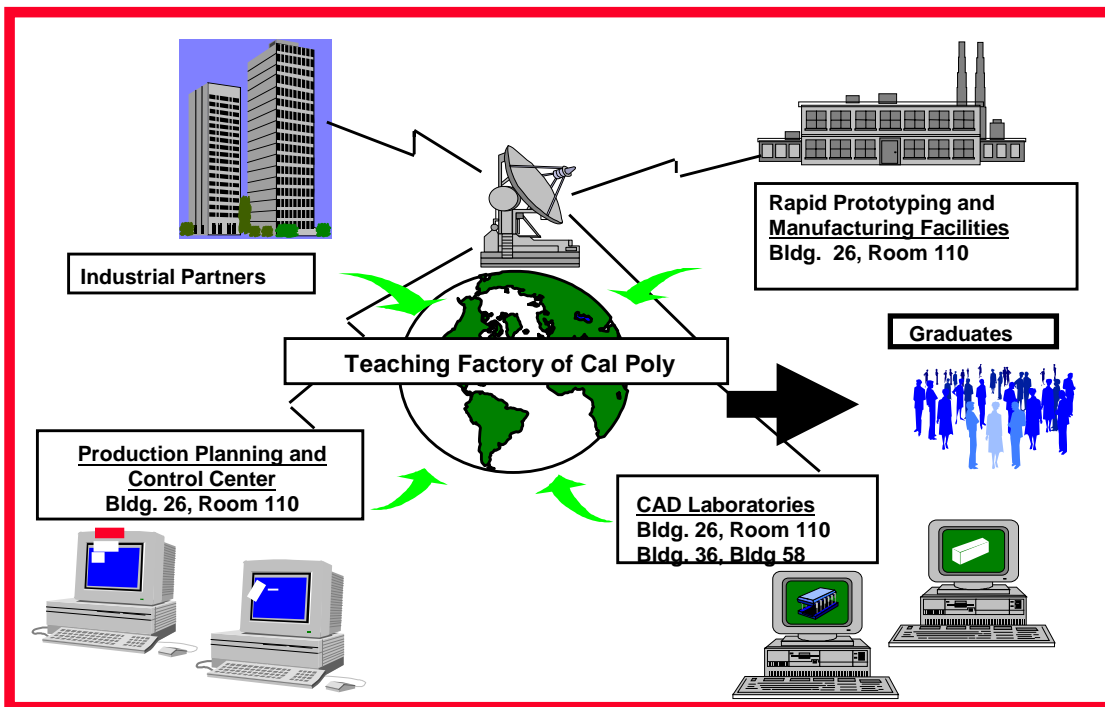 Industrial Partners
Rapid Prototyping and
Manufacturing Facilities
Bldg. 26, Room 110
Teaching Factory of Cal Poly
Graduates
Production Planning and
Control Center
Bldg. 26, Room 110
CAD Laboratories
Bldg. 26, Room 110
Bldg. 36, Bldg 58